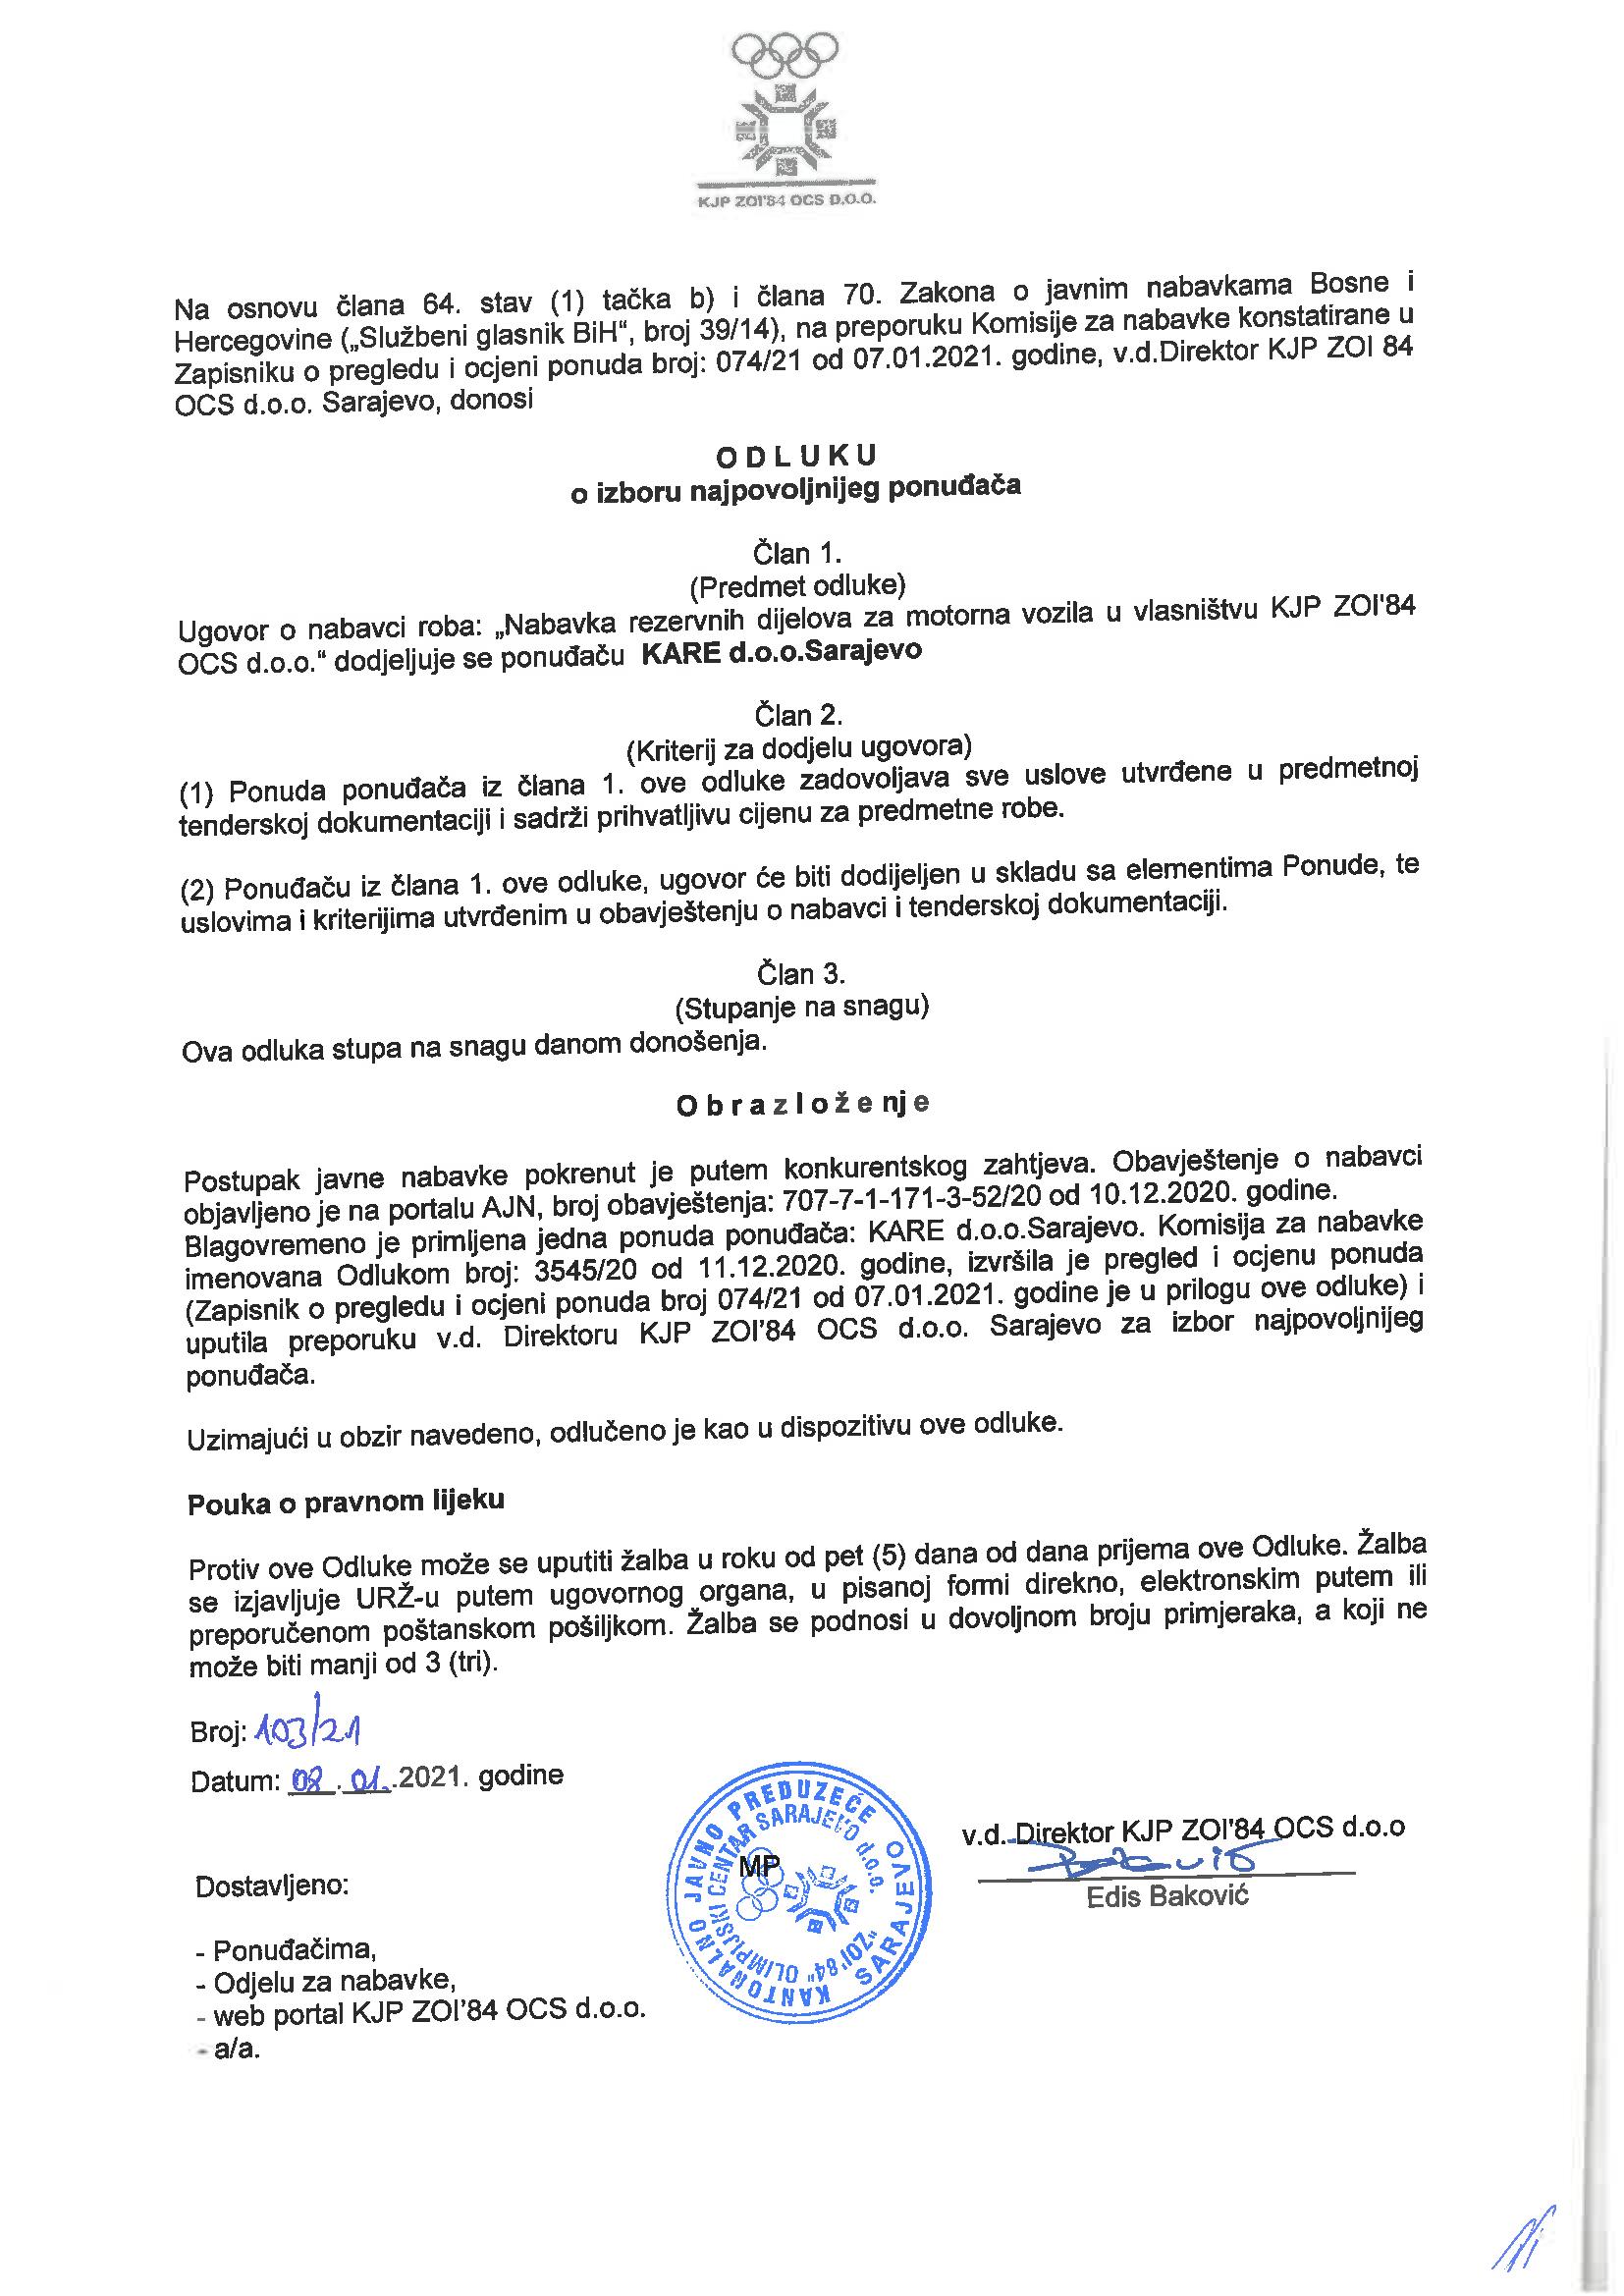 KJP ZOI'84 OCS D.O.O.
Na osnovu člana 64. stav (1) tačka b) i člana 70. Zakona o javnim nabavkama Bosne i
Hercegovine („Službeni glasnik BiH“, broj 39/14), na preporuku Komisije za nabavke konstatirane u
Zapisniku o pregledu i ocjeni ponuda broj: 074/21 od 07.01.2021. godine, v.d.Direktor KJP ZOI 84
OCS d.o.o. Sarajevo, donosi
O D L U K U
o izboru najpovoljnijeg ponuđača
Član 1.
(Predmet odluke)
Ugovor o nabavci roba: „Nabavka rezervnih dijelova za motorna vozila u vlasništvu KJP ZOI'84
OCS d.o.o.“ dodjeljuje se ponuđaču KARE d.o.o.Sarajevo
Član 2.
(Kriterij za dodjelu ugovora)
(1) Ponuda ponuđača iz člana 1. ove odluke zadovoljava sve uslove utvrđene u predmetnoj
tenderskoj dokumentaciji i sadrži prihvatljivu cijenu za predmetne robe.
(2) Ponuđaču iz člana 1. ove odluke, ugovor će biti dodijeljen u skladu sa elementima Ponude, te
uslovima i kriterijima utvrđenim u obavještenju o nabavci i tenderskoj dokumentaciji.
Član 3.
(Stupanje na snagu)
Ova odluka stupa na snagu danom donošenja.
O b r a z l o ž e nj e
Postupak javne nabavke pokrenut je putem konkurentskog zahtjeva. Obavještenje o nabavci
objavljeno je na portalu AJN, broj obavještenja: 707-7-1-171-3-52/20 od 10.12.2020. godine.
Blagovremeno je primljena jedna ponuda ponuđača: KARE d.o.o.Sarajevo. Komisija za nabavke
imenovana Odlukom broj: 3545/20 od 11.12.2020. godine, izvršila je pregled i ocjenu ponuda
(Zapisnik o pregledu i ocjeni ponuda broj 074/21 od 07.01.2021. godine je u prilogu ove odluke) i
uputila preporuku v.d. Direktoru KJP ZOI’84 OCS d.o.o. Sarajevo za izbor najpovoljnijeg
ponuđača.
Uzimajući u obzir navedeno, odlučeno je kao u dispozitivu ove odluke.
Pouka o pravnom lijeku
Protiv ove Odluke može se uputiti žalba u roku od pet (5) dana od dana prijema ove Odluke. Žalba
se izjavljuje URŽ-u putem ugovornog organa, u pisanoj formi direkno, elektronskim putem ili
preporučenom poštanskom pošiljkom. Žalba se podnosi u dovoljnom broju primjeraka, a koji ne
može biti manji od 3 (tri).
Broj: 103/21
Datum: 08.01.2021. godine
KANTONALNO JAVNO PREDUZEĆE SARAJEVO
"ZOI'84" OLIMPIJSKI CENTAR SARAJEVO d.o.o.
MP
v.d. Direktor KJP ZOI'84 OCS d.o.o
Edis Baković
Dostavljeno:
- Ponuđačima,
- Odjelu za nabavke,
- web portal KJP ZOI’84 OCS d.o.o.
- a/a.